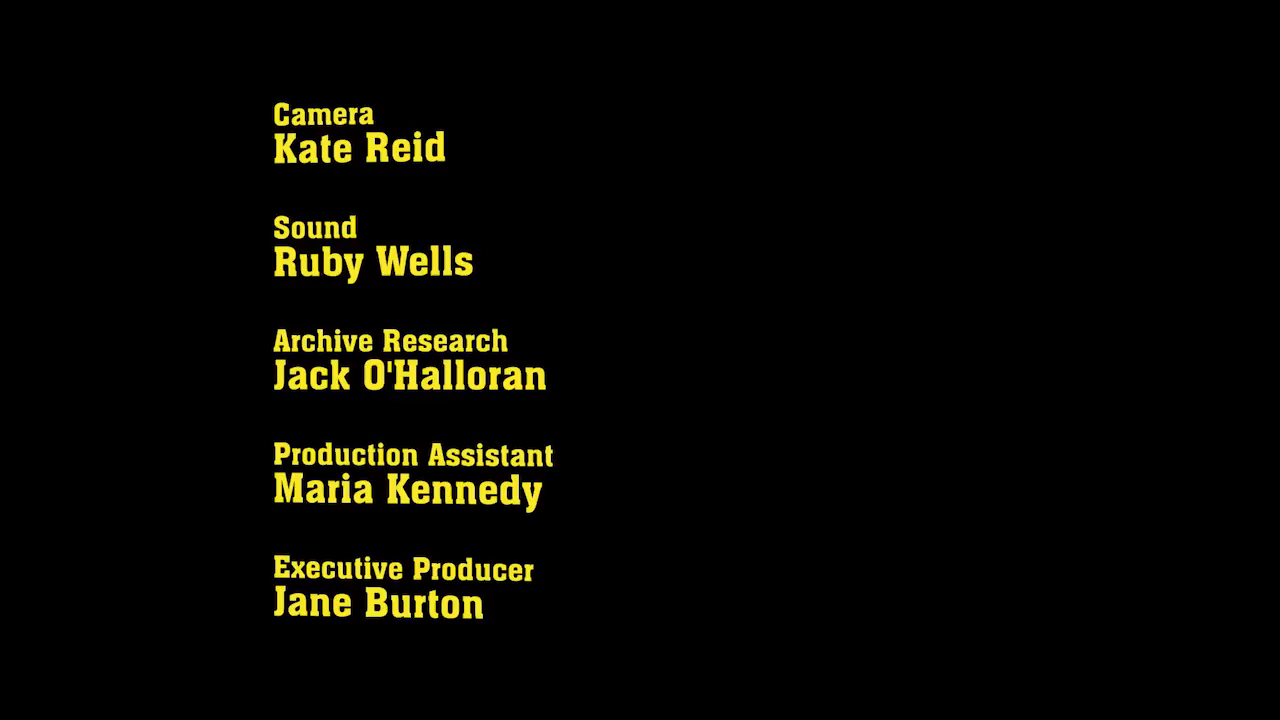 Camera
Kate Reid
Sound
Ruby Wells
Archive Research
Jack O'Halloran
Production Assistant
Maria Kennedy
Executive Producer
Jane Burton